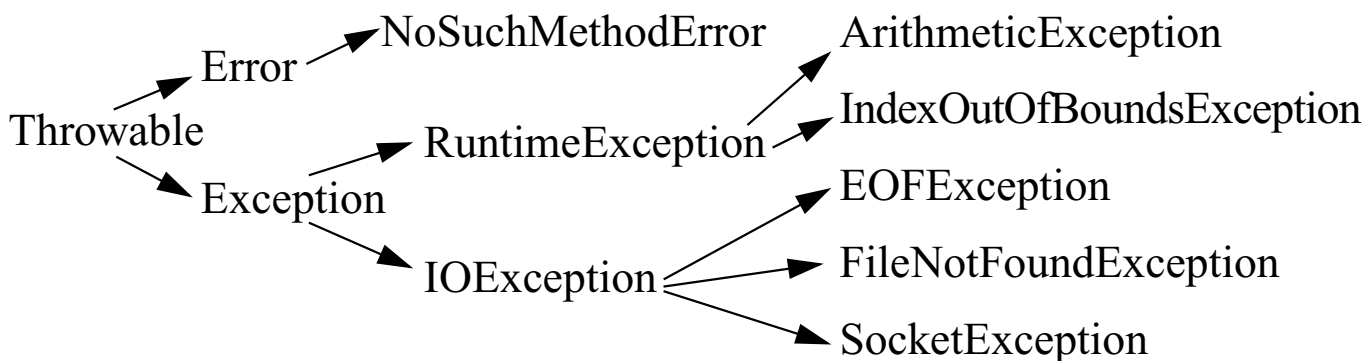 NoSuchMethodError
ArithmeticException
Error
IndexOutOfBoundsException
Throwable
RuntimeException
Exception
EOFException
IOException
FileNotFoundException
SocketException